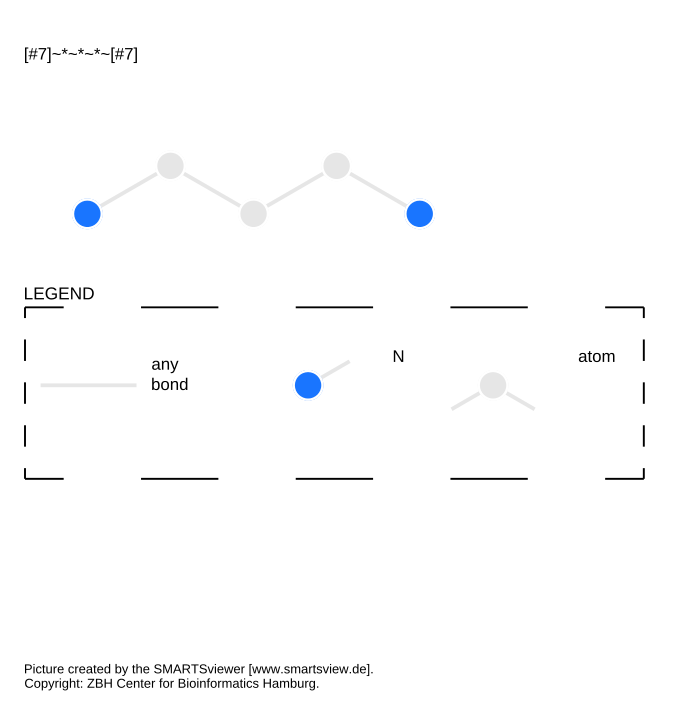 [#7]~*~*~*~[#7]
LEGEND
any
bond
N
atom
Picture created by the SMARTSviewer [www.smartsview.de].
Copyright: ZBH Center for Bioinformatics Hamburg.